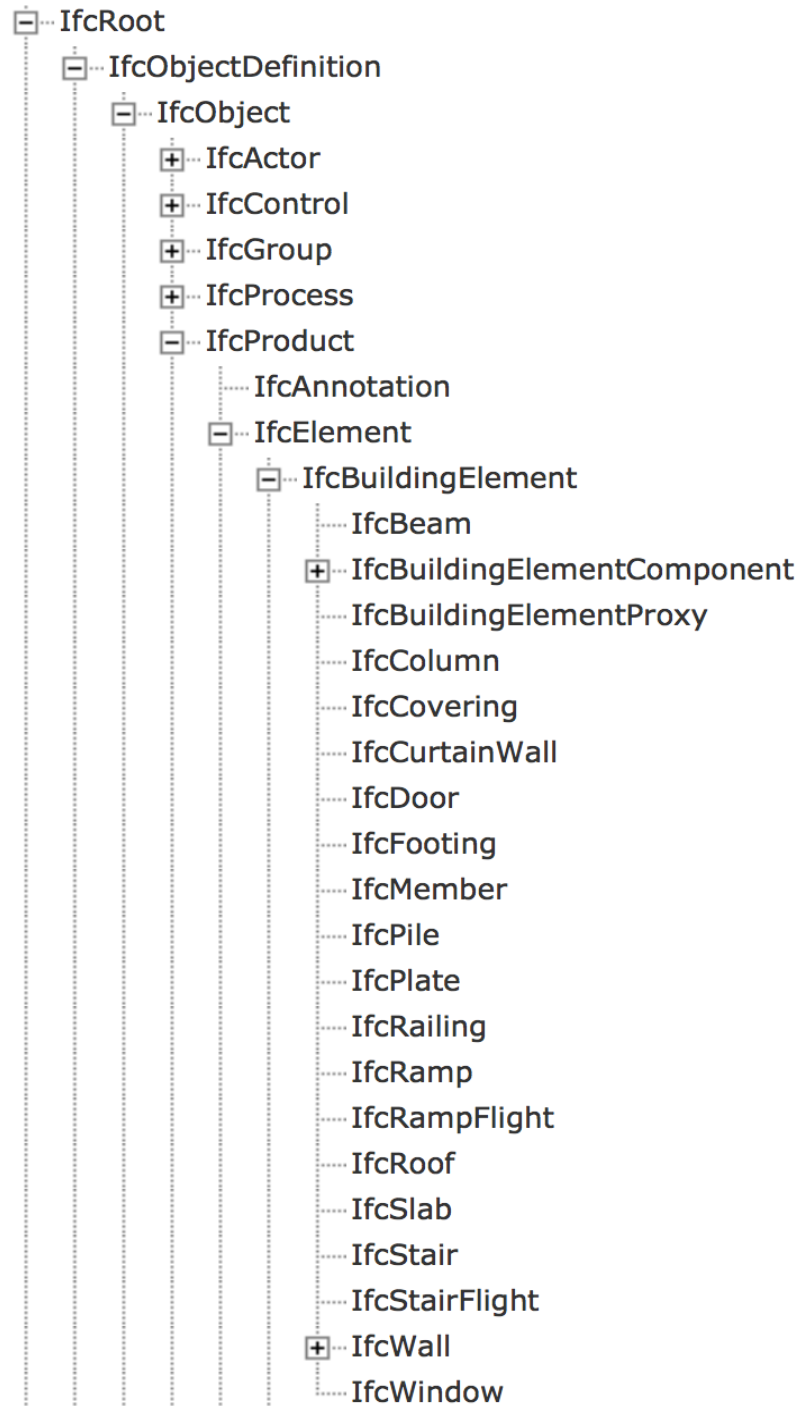 IfcRoot
IfcObjectDefinition
IfcObject
IfcActor
IfcControl
IfcGroup
IfcProcess
IfcProduct
IfcAnnotation
IfcElement
IfcBuildingElement
IfcBeam
IfcBuildingElementComponent
IfcBuildingElementProxy
IfcColumn
IfcCovering
IfcCurtainWall
IfcDoor
IfcFooting
IfcMember
IfcPile
IfcPlate
IfcRailing
IfcRamp
IfcRampFlight
IfcRoof
IfcSlab
IfcStair
IfcStairFlight
IfcWall
IfcWindow